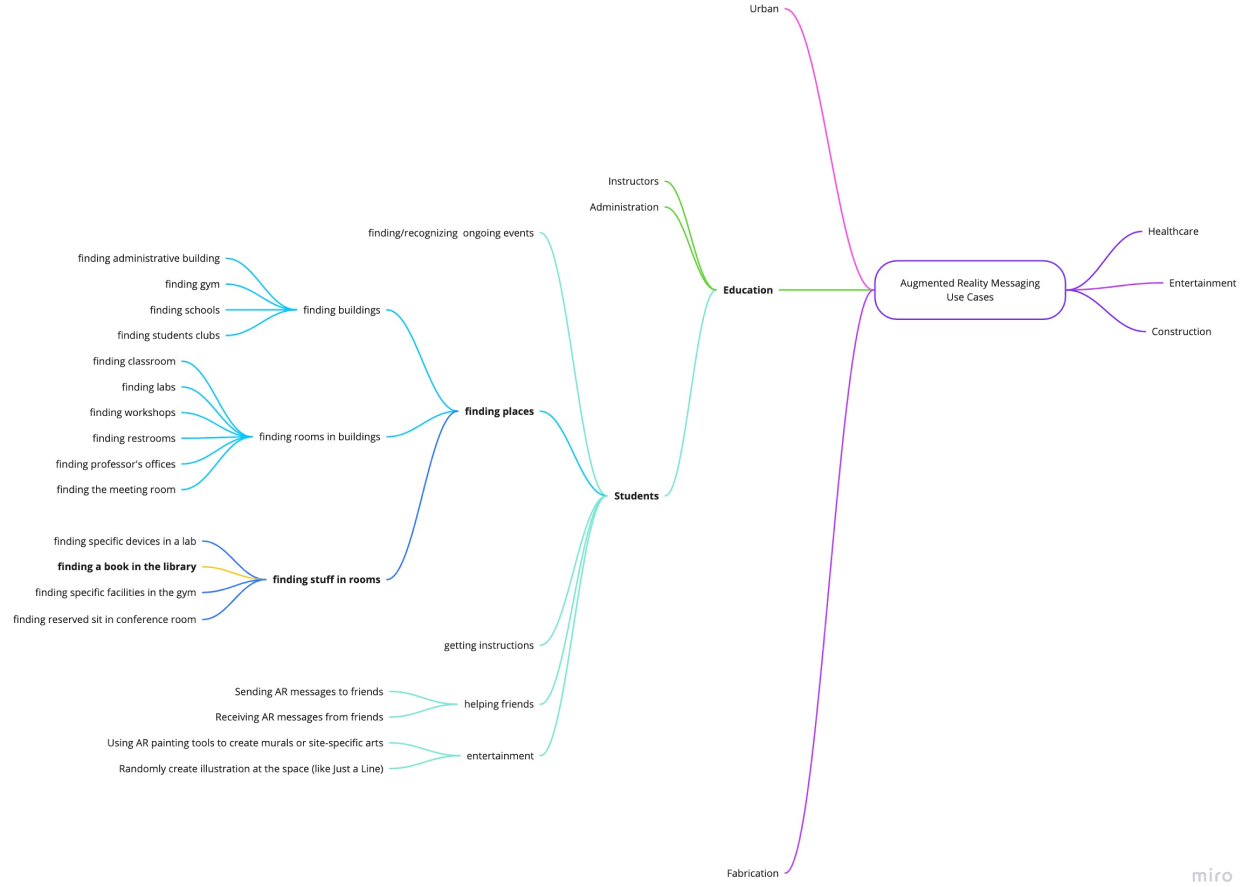 Urban
Instructors
Administration
finding/recognizing  ongoing events
Education
Augmented Reality Messaging
Use Cases
Healthcare
Entertainment
Construction
finding administrative building
finding gym
finding schools
finding students clubs
finding buildings
finding classroom
finding labs
finding workshops
finding restrooms
finding professor's offices
finding the meeting room
finding rooms in buildings
finding places
Students
finding specific devices in a lab
finding a book in the library
finding specific facilities in the gym
finding reserved sit in conference room
finding stuff in rooms
getting instructions
Sending AR messages to friends
Receiving AR messages from friends
helping friends
Using AR painting tools to create murals or site-specific arts
Randomly create illustration at the space (like Just a Line)
entertainment
Fabrication
miro